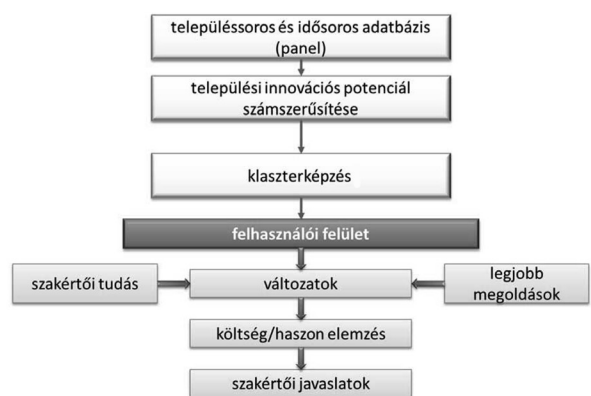 településsoros és idősoros adatbázis
(panel)
települési innovációs potenciál
számszerűsítése
klaszterképzés
felhasználói felület
szakértői tudás
változatok
legjobb
megoldások
költség/haszon elemzés
szakértői javaslatok